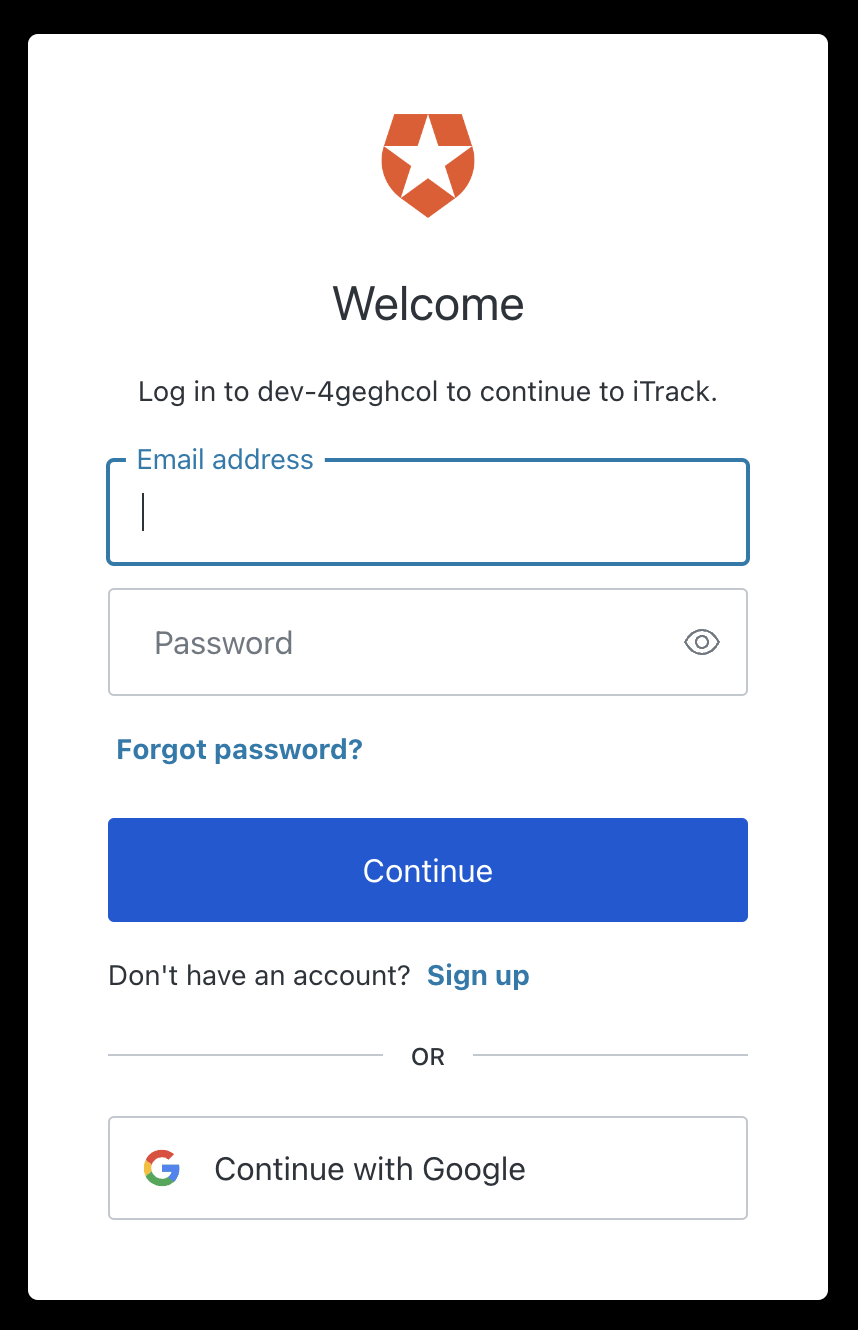 Welcome
Log in to dev-4geghcol to continue to iTrack.
Email address
Password
Forgot password?
Continue
Don't have an account? Sign up
OR
Continue with Google